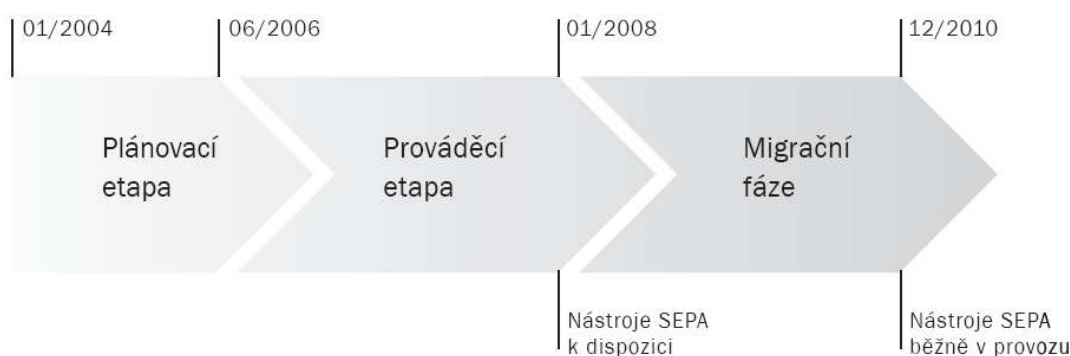 01/2004
06/2006
01/2008
12/2010
Plánovací
etapa
Prováděcí
etapa
Migrační
fáze
Nástroje SEPA
k dispozici
Nástroje SEPA
běžně v provozu